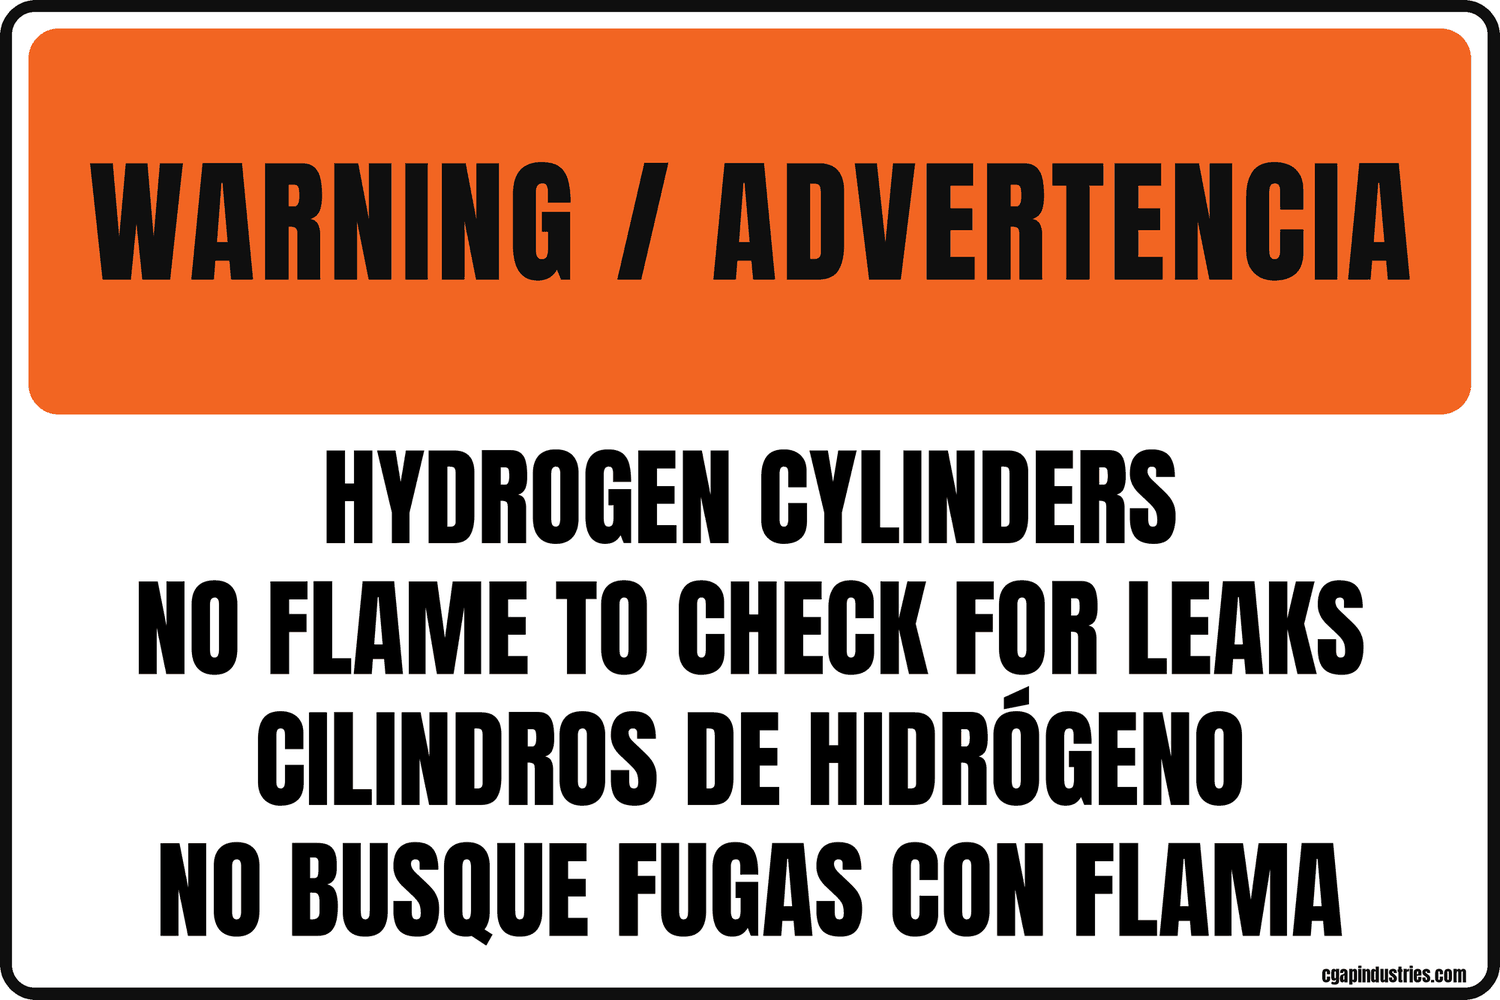 WARNING / ADVERTENCIA
HYDROGEN CYLINDERS
NO FLAME TO CHECK FOR LEAKS
CILINDROS DE HIDRÓGENO
NO BUSQUE FUGAS CON FLAMA
cgapindustries.com